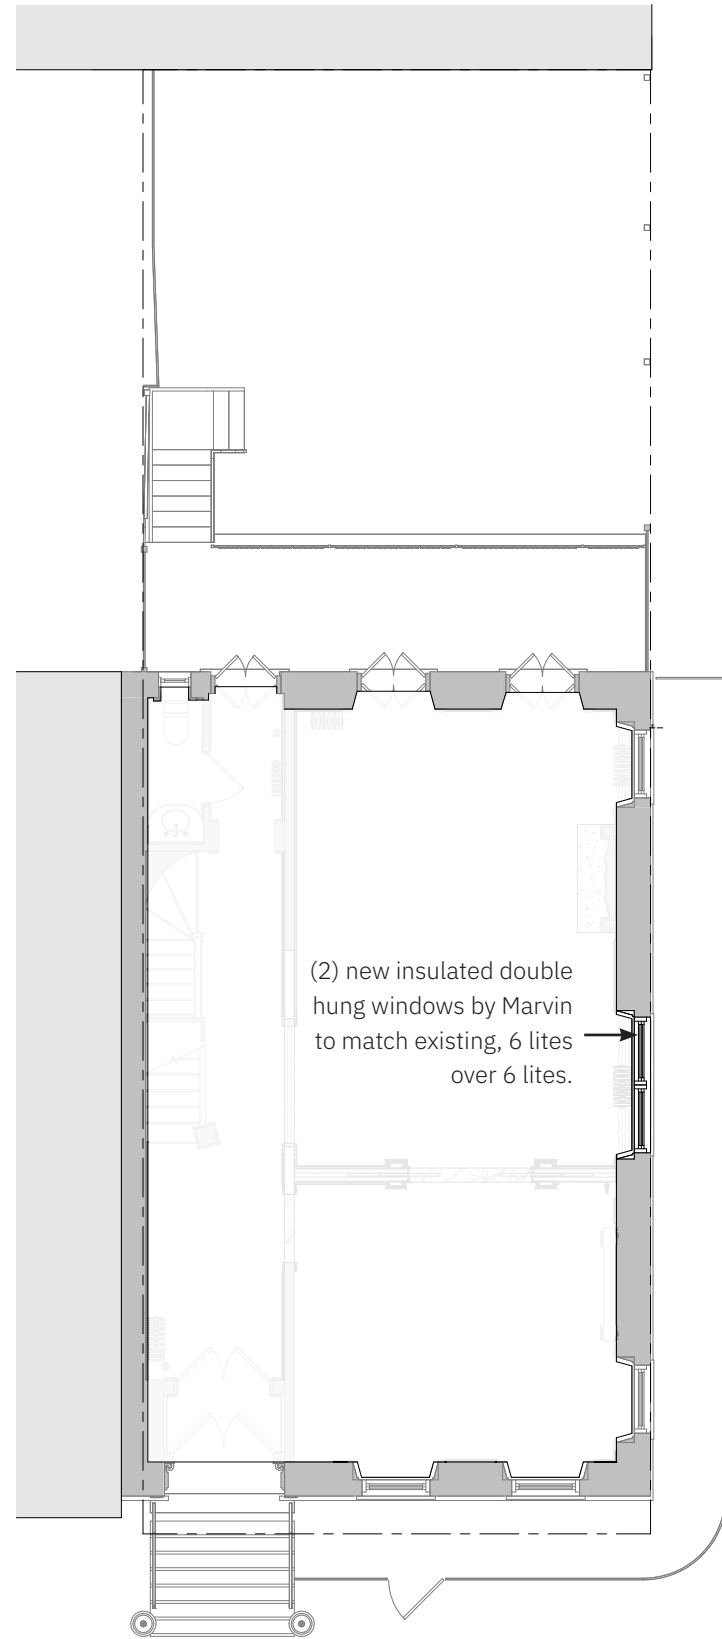 (2) new insulated double
hung windows by Marvin
to match existing, 6 lites
over 6 lites.